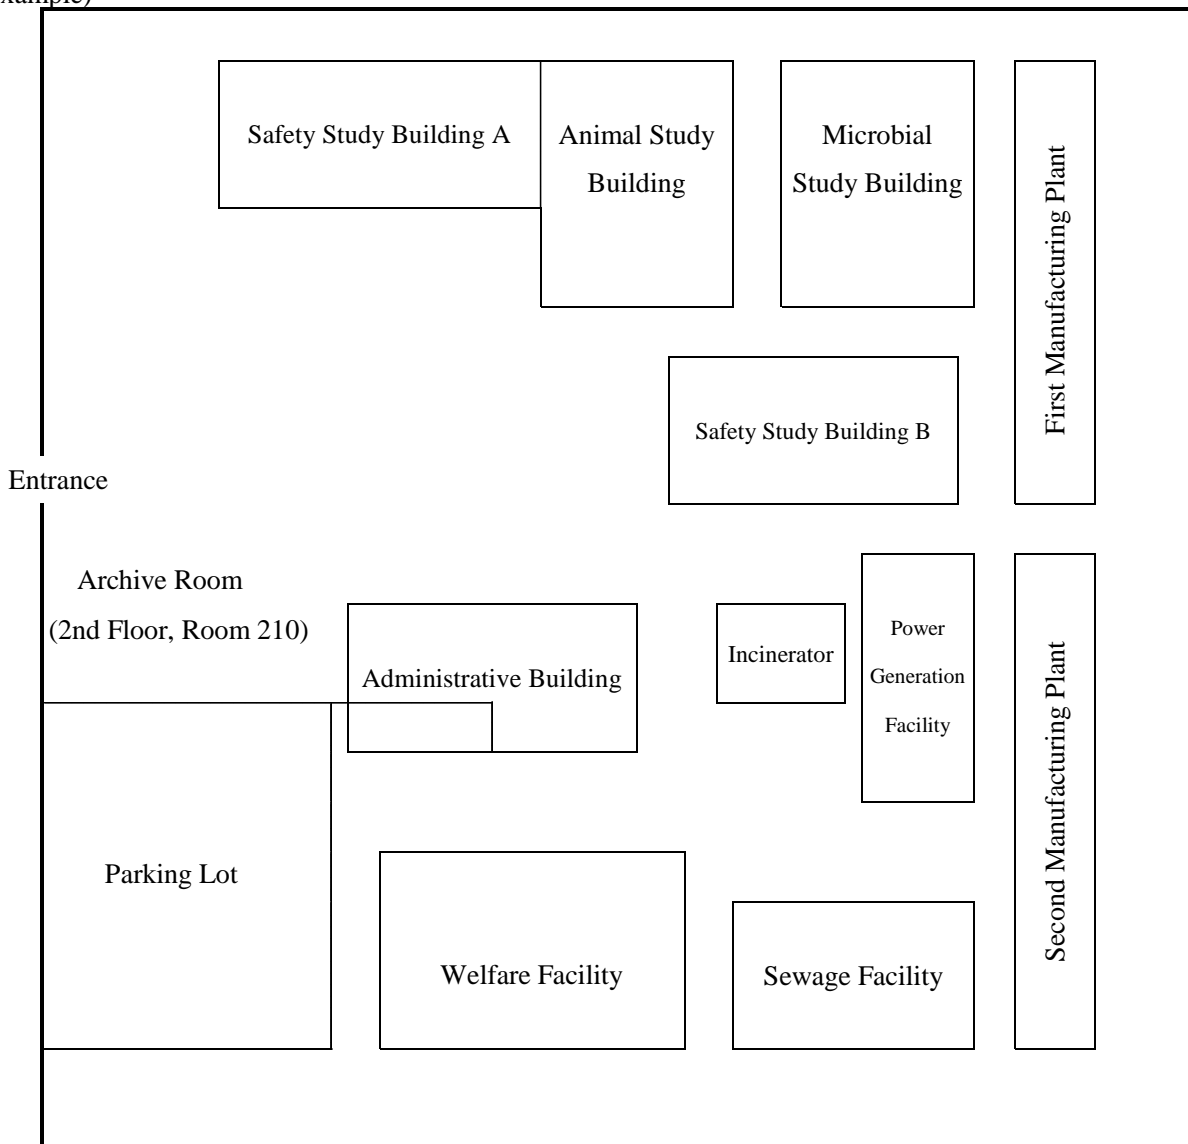 xample)
Safety Study Building A
Animal Study
Building
Microbial
Study Building
First Manufacturing Plant
Safety Study Building B
Entrance
Archive Room
(2nd Floor, Room 210)
Administrative Building
Incinerator
Power
Generation
Facility
Second Manufacturing Plant
Parking Lot
Welfare Facility
Sewage Facility